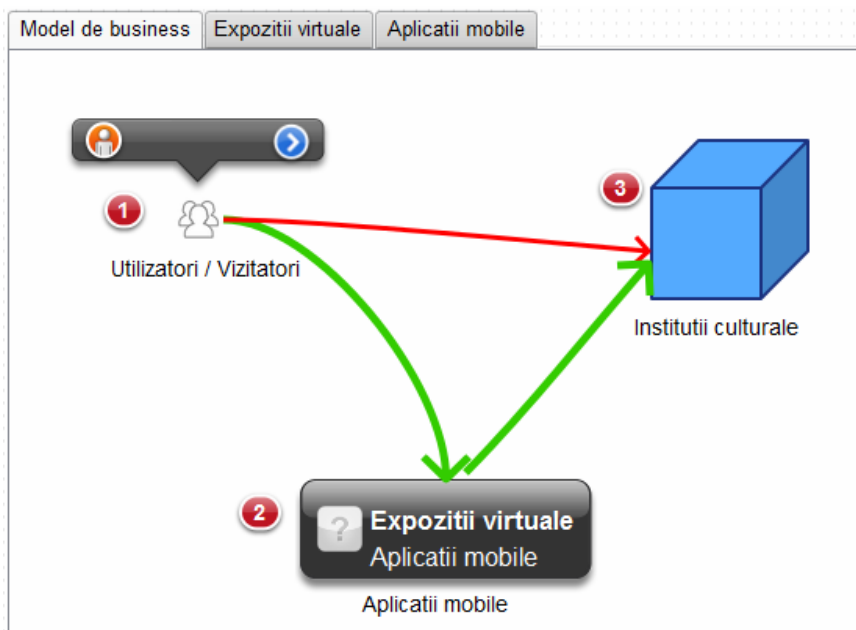 Model de business
Expozitii virtuale
Aplicatii mobile
1
Utilizatori / Vizitatori
3
Institutii culturale
2
?
Expozitii virtuale
Aplicatii mobile
Aplicatii mobile